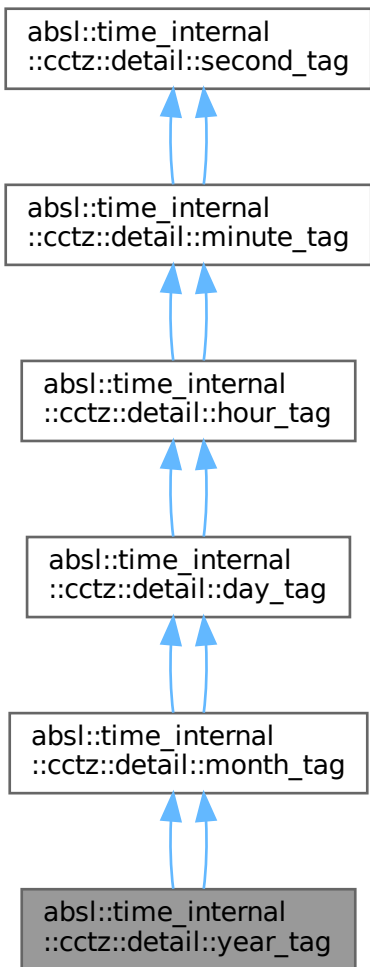 absl::time_internal
::cctz::detail::second_tag
absl::time_internal
::cctz::detail::minute_tag
absl::time_internal
::cctz::detail::hour_tag
absl::time_internal
::cctz::detail::day_tag
absl::time_internal
::cctz::detail::month_tag
absl::time_internal
::cctz::detail::year_tag